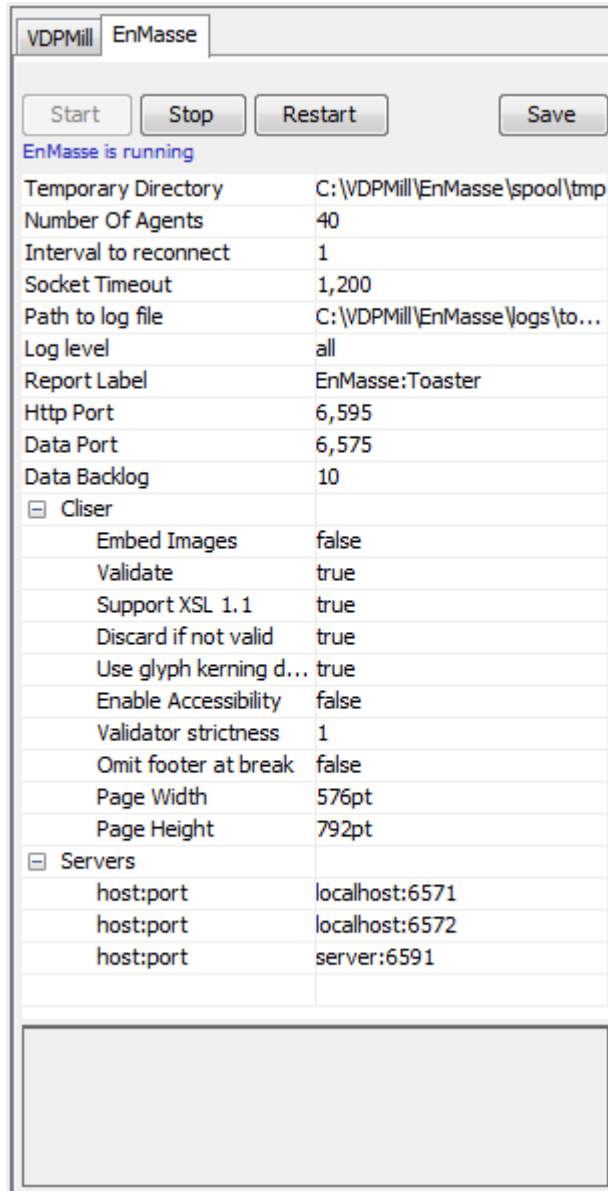 VDPMill EnMasse
Start Stop Restart Save
EnMasse is running
Temporary Directory C:\VDPMill\EnMasse\spool\tmp
Number Of Agents 40
Interval to reconnect 1
Socket Timeout 1,200
Path to log file C:\VDPMill\EnMasse\logs\to...
Log level all
Report Label EnMasse:Toaster
Http Port 6,595
Data Port 6,575
Data Backlog 10
Cliser
Embed Images false
Validate true
Support XSL 1.1 true
Discard if not valid true
Use glyph kerning d... true
Enable Accessibility false
Validator strictness 1
Omit footer at break false
Page Width 576pt
Page Height 792pt
Servers
host:port localhost:6571
host:port localhost:6572
host:port server:6591